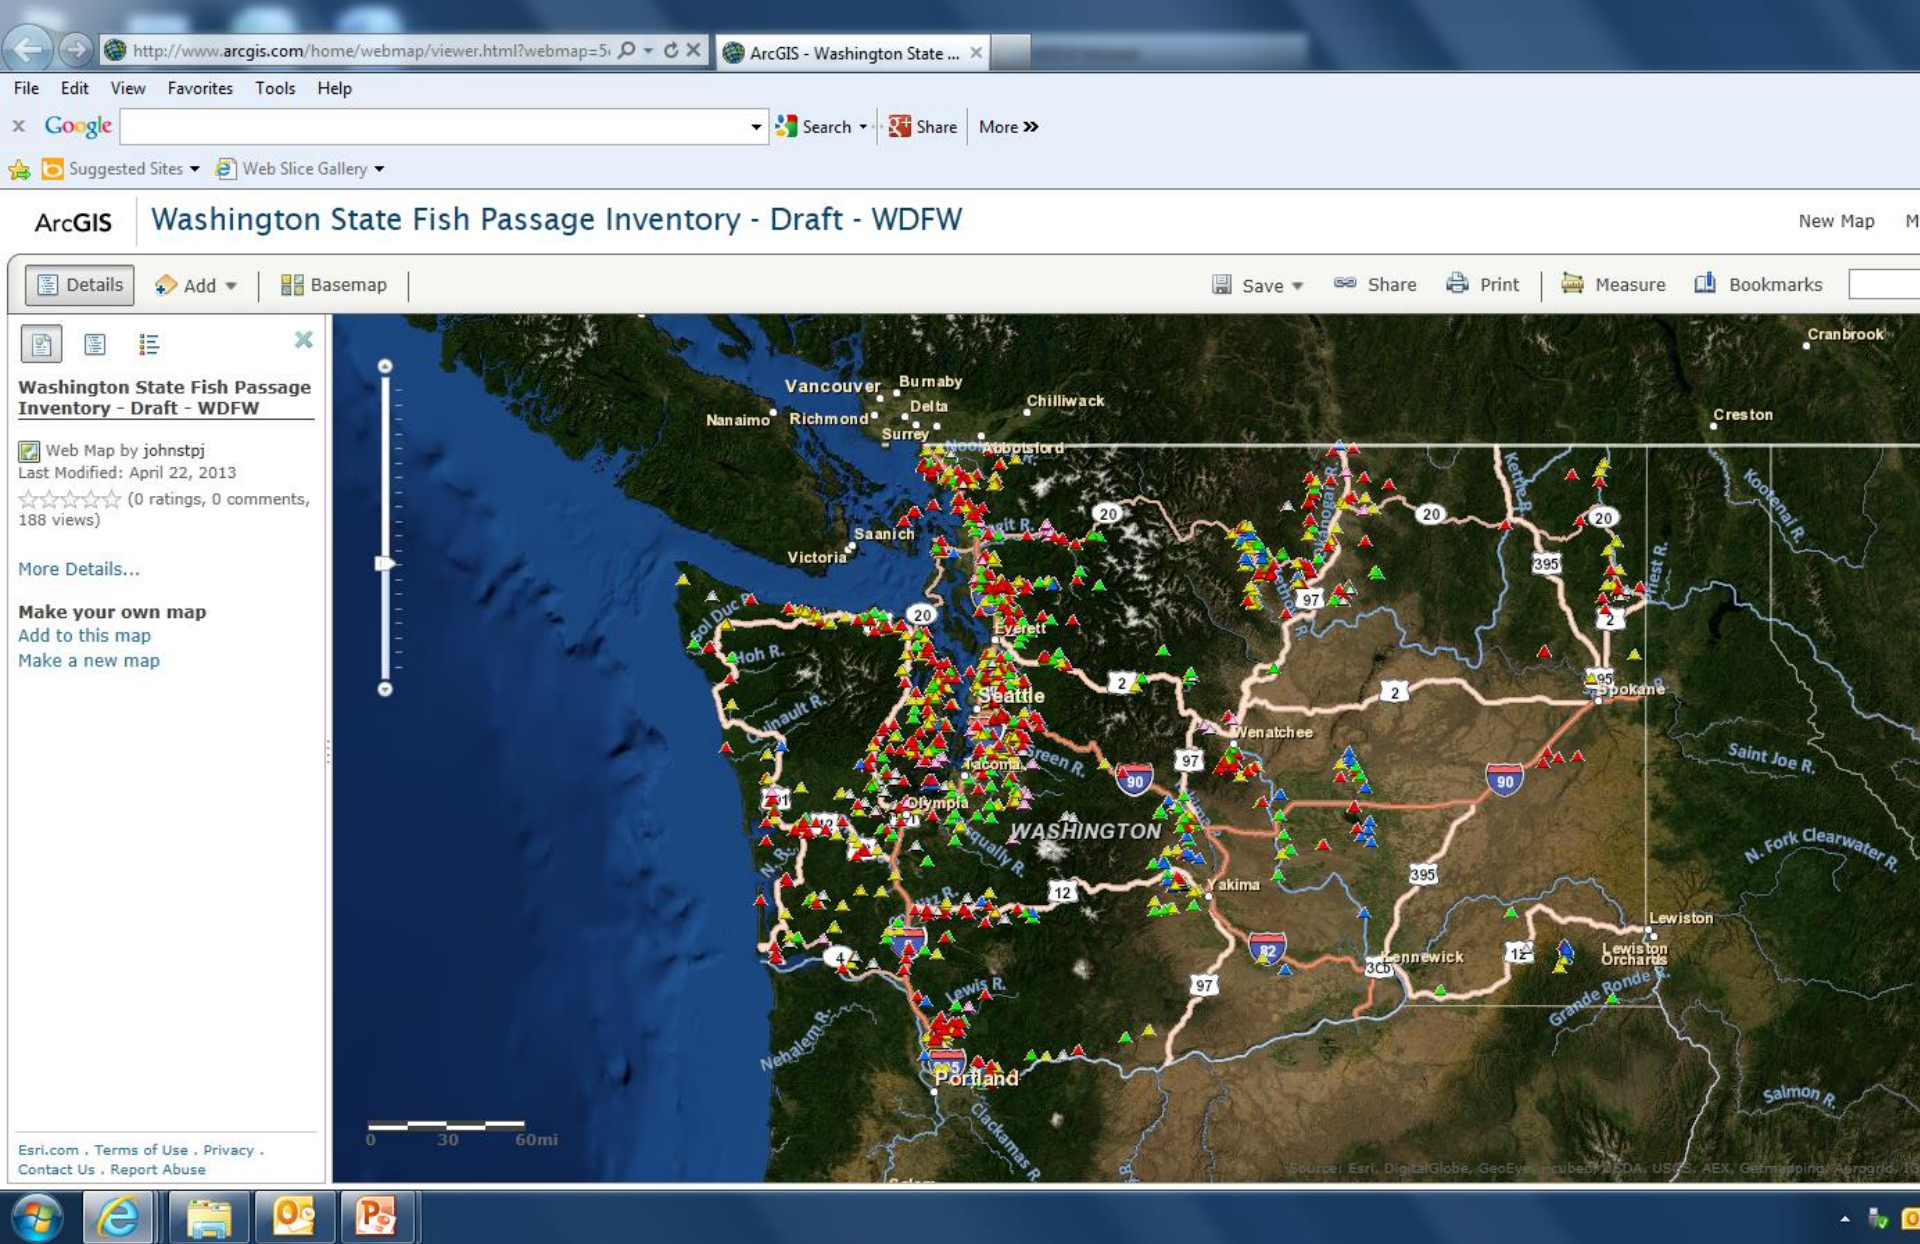 http://www.arcgis.com/home/webmap/viewer.html?webmap=5
ArcGIS - Washington State ...
File Edit View Favorites Tools Help
x Google
Search
Share
More »
Suggested Sites
Web Slice Gallery
ArcGIS
Washington State Fish Passage Inventory - Draft - WDFW
New Map
M
Details
Add
Basemap
Save
Share
Print
Measure
Bookmarks
Washington State Fish Passage
Inventory - Draft - WDFW
Web Map by johnstpj
Last Modified: April 22, 2013
(0 ratings, 0 comments,
188 views)
More Details...
Make your own map
Add to this map
Make a new map
Esri.com . Terms of Use . Privacy .
Contact Us . Report Abuse
Cranbrook
Vancouver
Burnaby
Chilliwack
Delta
Nanaimo
Richmond
Creston
Surrey
Abbotsford
Kettle R.
Kootenai R.
20
20
20
Saanich
Victoria
395
97
20
Sol Duc R.
2
Everett
Hoh R.
2
2
Seattle
Spokane
Quinault R.
Wenatchee
Green R.
97
Tacoma
90
90
Saint Joe R.
Olympia
WASHINGTON
N. Fork Clearwater R.
395
12
Yakima
Lewiston
82
Kennewick
Lewiston
Orchards
4
97
Lewis R.
Grande Ronde R.
Nehalem R.
Portland
Salmon R.
Clackamas R
0 30 60mi